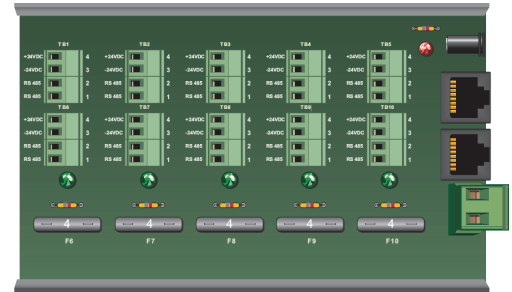 TB1 TB2 TB3 TB4 TB5
+24VDC 4 +24VDC 4 +24VDC 4 +24VDC 4 +24VDC 4
-24VDC 3 -24VDC 3 -24VDC 3 -24VDC 3 -24VDC 3
RS 485 2 RS 485 2 RS 485 2 RS 485 2 RS 485 2
RS 485 1 RS 485 1 RS 485 1 RS 485 1 RS 485 1
TB6 TB7 TB8 TB9 TB10
+24VDC 4 +24VDC 4 +24VDC 4 +24VDC 4 +24VDC 4
-24VDC 3 -24VDC 3 -24VDC 3 -24VDC 3 -24VDC 3
RS 485 2 RS 485 2 RS 485 2 RS 485 2 RS 485 2
RS 485 1 RS 485 1 RS 485 1 RS 485 1 RS 485 1
4 4 4 4 4
F6 F7 F8 F9 F10